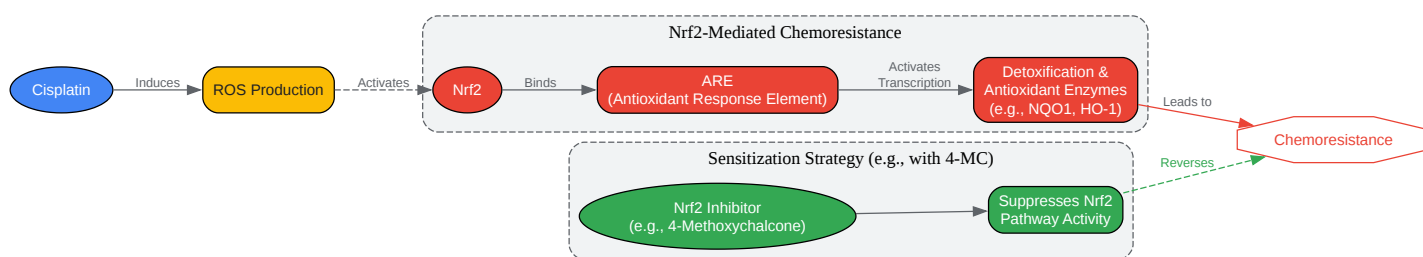 Nrf2-Mediated Chemoresistance
Cisplatin
Induces
ROS Production
Activates
Nrf2
Binds
ARE
(Antioxidant Response Element)
Activates
Transcription
Detoxification &
Antioxidant Enzymes
(e.g., NQO1, HO-1)
Leads to
Chemoresistance
Sensitization Strategy (e.g., with 4-MC)
Nrf2 Inhibitor
(e.g., 4-Methoxychalcone)
Suppresses Nrf2
Pathway Activity
Reverses